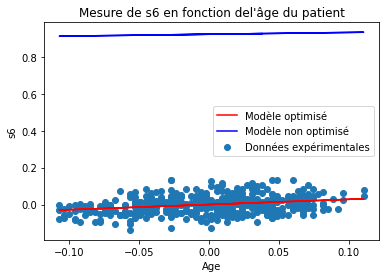 Mesure de s6 en fonction del'âge du patient
s6
0.8
0.6
0.4
0.2
0.0
Modèle optimisé
Modèle non optimisé
Données expérimentales
−0.10 −0.05 0.00 0.05 0.10
Age